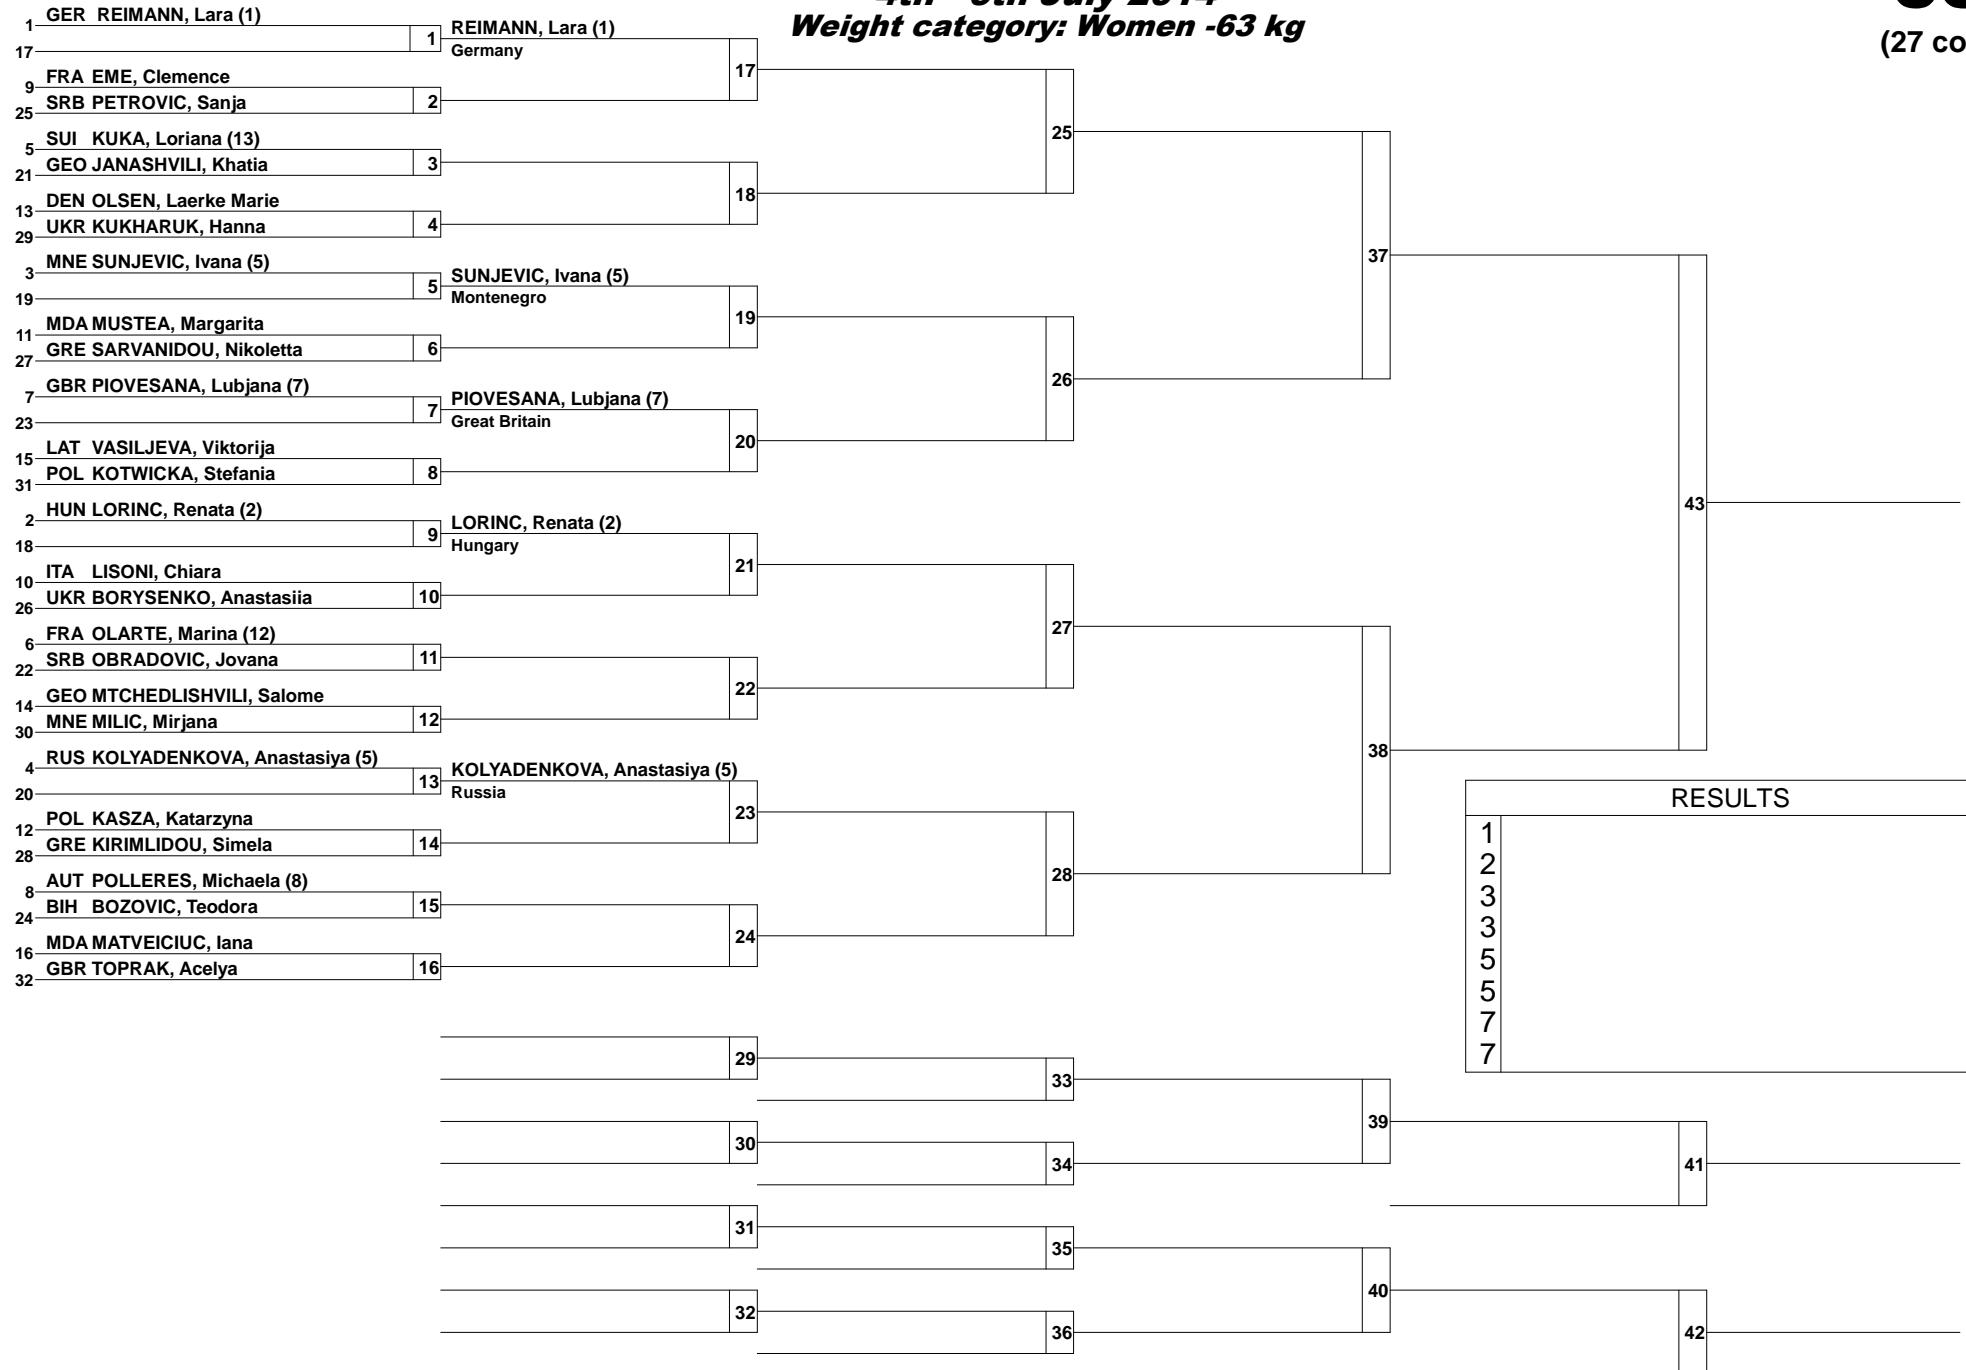 Weight category: Women -63 kg
(27 co
1 GER REIMANN, Lara (1)
17
1
REIMANN, Lara (1)
Germany
9 FRA EME, Clemence
25 SRB PETROVIC, Sanja
2
17
5 SUI KUKA, Loriana (13)
21 GEO JANASHVILI, Khatia
3
13 DEN OLSEN, Laerke Marie
29 UKR KUKHARUK, Hanna
4
18
25
3 MNE SUNJEVIC, Ivana (5)
19
5
SUNJEVIC, Ivana (5)
Montenegro
11 MDA MUSTEA, Margarita
27 GRE SARVANIDOU, Nikoletta
6
19
7 GBR PIOVESANA, Lubjana (7)
23
7
PIOVESANA, Lubjana (7)
Great Britain
15 LAT VASILJEVA, Viktorija
31 POL KOTWICKA, Stefania
8
20
26
37
2 HUN LORINC, Renata (2)
18
9
LORINC, Renata (2)
Hungary
10 ITA LISONI, Chiara
26 UKR BORYSENKO, Anastasiia
10
21
6 FRA OLARTE, Marina (12)
22 SRB OBRADOVIC, Jovana
11
14 GEO MTCHEDLISHVILI, Salome
30 MNE MILIC, Mirjana
12
22
27
4 RUS KOLYADENKOVA, Anastasiya (5)
20
13
KOLYADENKOVA, Anastasiya (5)
Russia
12 POL KASZA, Katarzyna
28 GRE KIRIMLIDOU, Simela
14
23
8 AUT POLLERES, Michaela (8)
24 BIH BOZOVIC, Teodora
15
16 MDA MATVEICIUC, Iana
32 GBR TOPRAK, Acelya
16
24
28
38
43
RESULTS
1
2
3
3
5
5
7
7
29
33
30
34
39
41
31
35
32
36
40
42